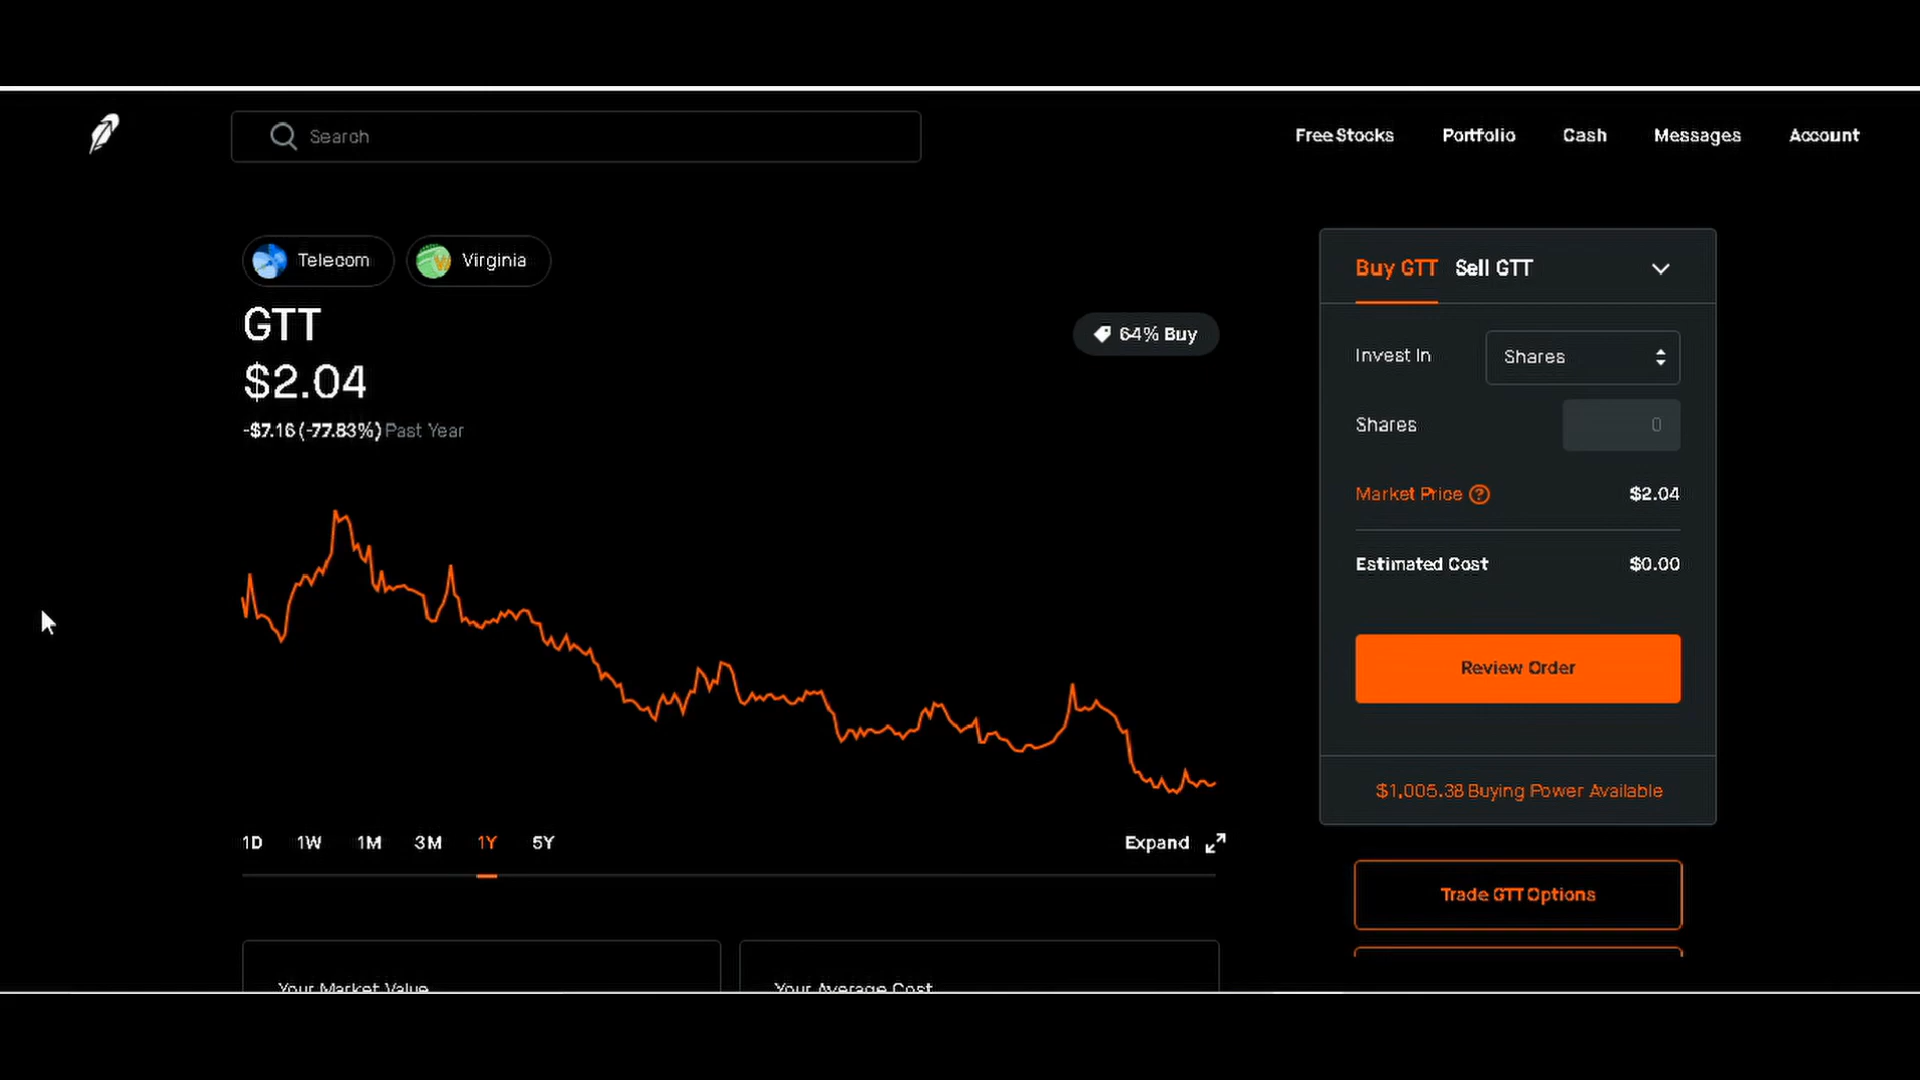 Search
Free Stocks Portfolio Cash Messages Account
Telecom Virginia
GTT
$2.04
-$7.16 (-77.83%) Past Year
64% Buy
1D 1W 1M 3M 1Y 5Y
Expand
Your Market Value Your Average Cost
Buy GTT Sell GTT
Invest In Shares
Shares 0
Market Price ? $2.04
Estimated Cost $0.00
Review Order
$1,005.38 Buying Power Available
Trade GTT Options